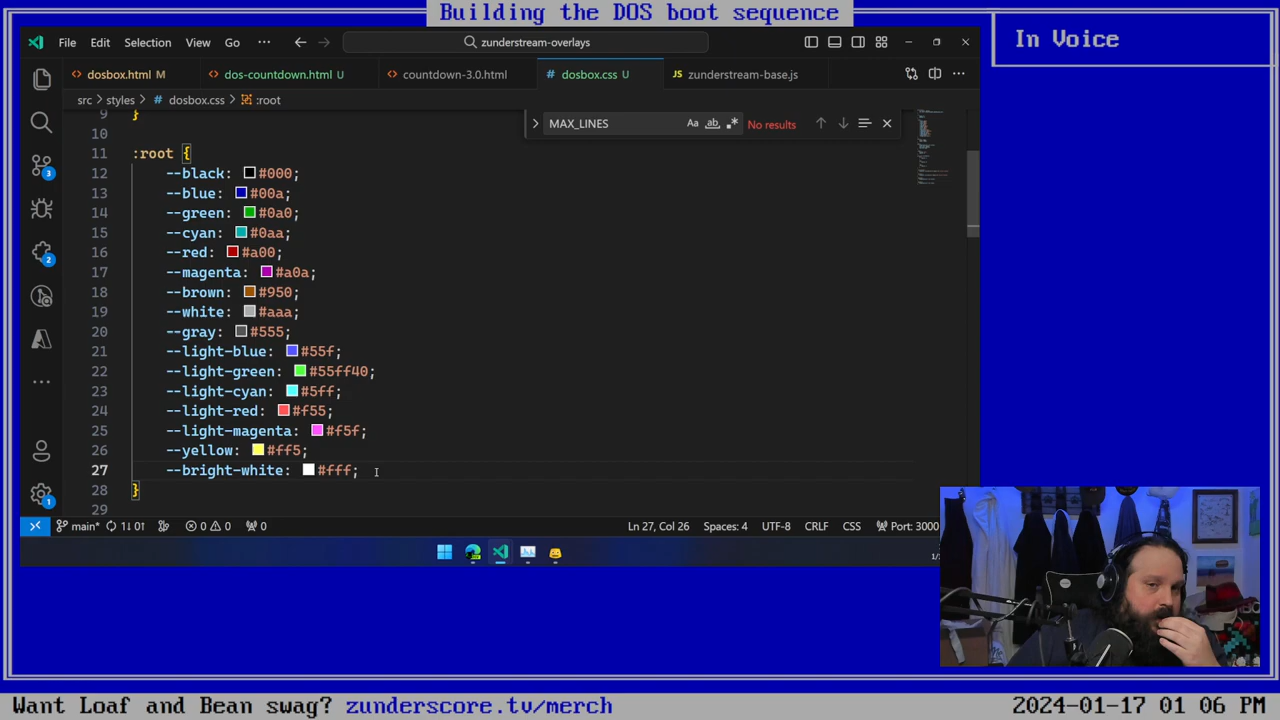 Building the DOS boot sequence
In Voice
File Edit Selection View Go ··· zunderstream-overlays
dosbox.html M dos-countdown.html U countdown-3.0.html dosbox.css U zunderstream-base.js
src > styles > dosbox.css > :root
MAX_LINES Aa ab No results
9 }
10
11 :root {
12 --black: #000;
13 --blue: #00a;
14 --green: #0a0;
15 --cyan: #0aa;
16 --red: #a00;
17 --magenta: #a0a;
18 --brown: #950;
19 --white: #aaa;
20 --gray: #555;
21 --light-blue: #55f;
22 --light-green: #55ff40;
23 --light-cyan: #5ff;
24 --light-red: #f55;
25 --light-magenta: #f5f;
26 --yellow: #ff5;
27 --bright-white: #fff;
28 }
29
3
2
1
main* 1↓ 0↑ 0 0 0 Ln 27, Col 26 Spaces: 4 UTF-8 CRLF CSS Port: 3000
Want Loaf and Bean swag? zunderscore.tv/merch 2024-01-17 01 06 PM